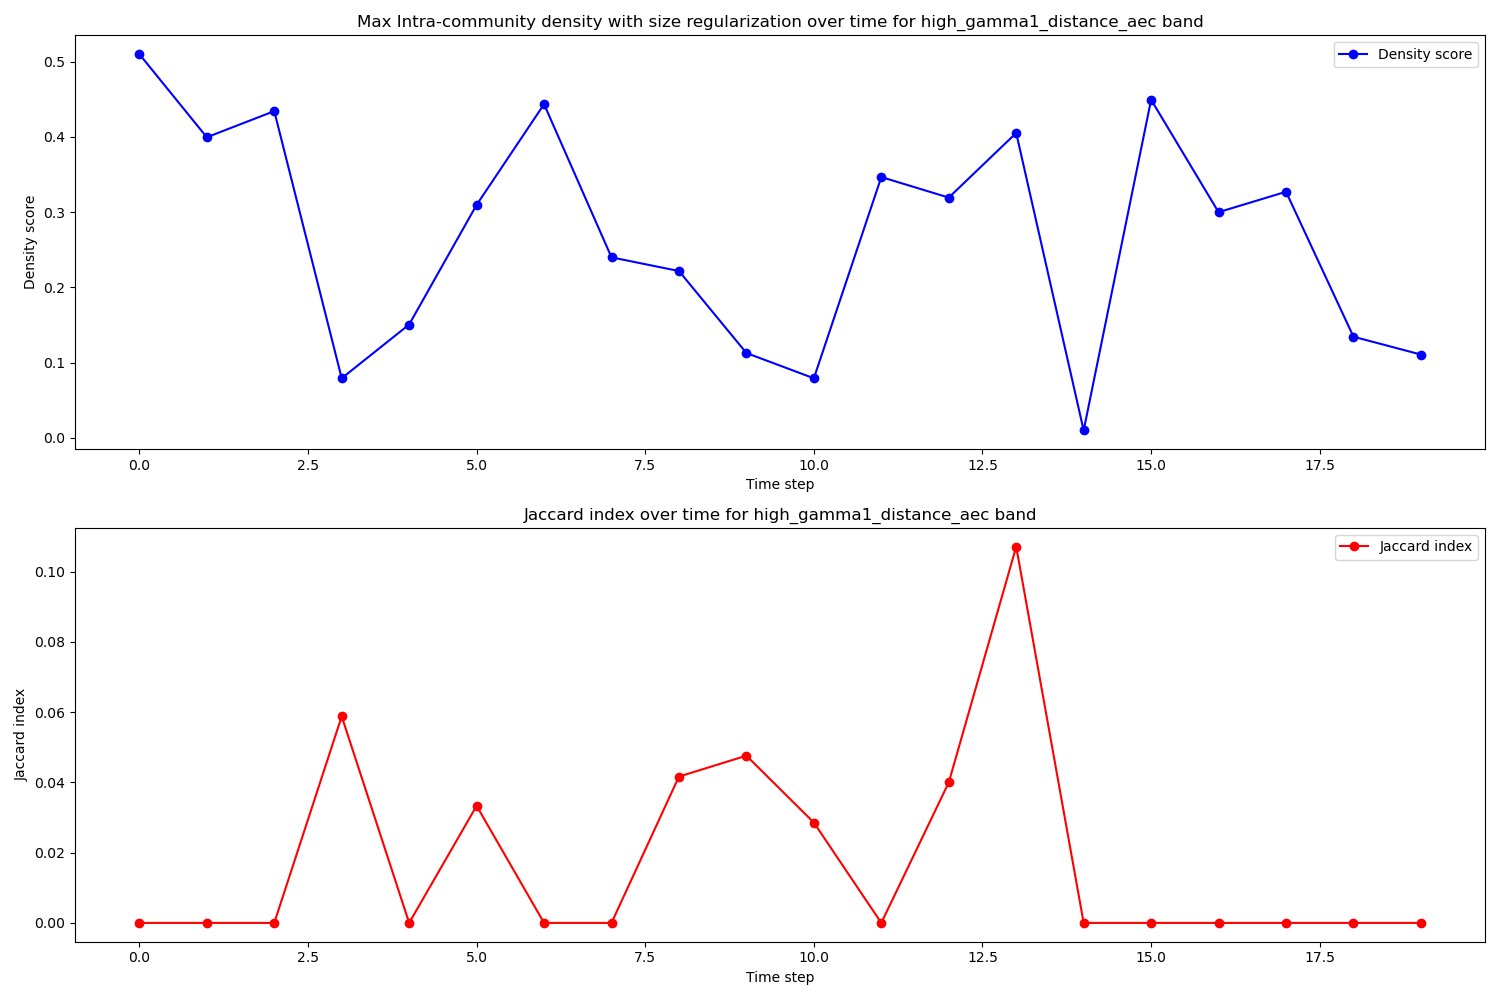 Max Intra-community density with size regularization over time for high_gamma1_distance_aec band
Density score
0.5
0.4
0.3
0.2
0.1
0.0
Density score
0.0 2.5 5.0 7.5 10.0 12.5 15.0 17.5
Time step
Jaccard index over time for high_gamma1_distance_aec band
Jaccard index
0.10
0.08
0.06
0.04
0.02
0.00
Jaccard index
0.0 2.5 5.0 7.5 10.0 12.5 15.0 17.5
Time step